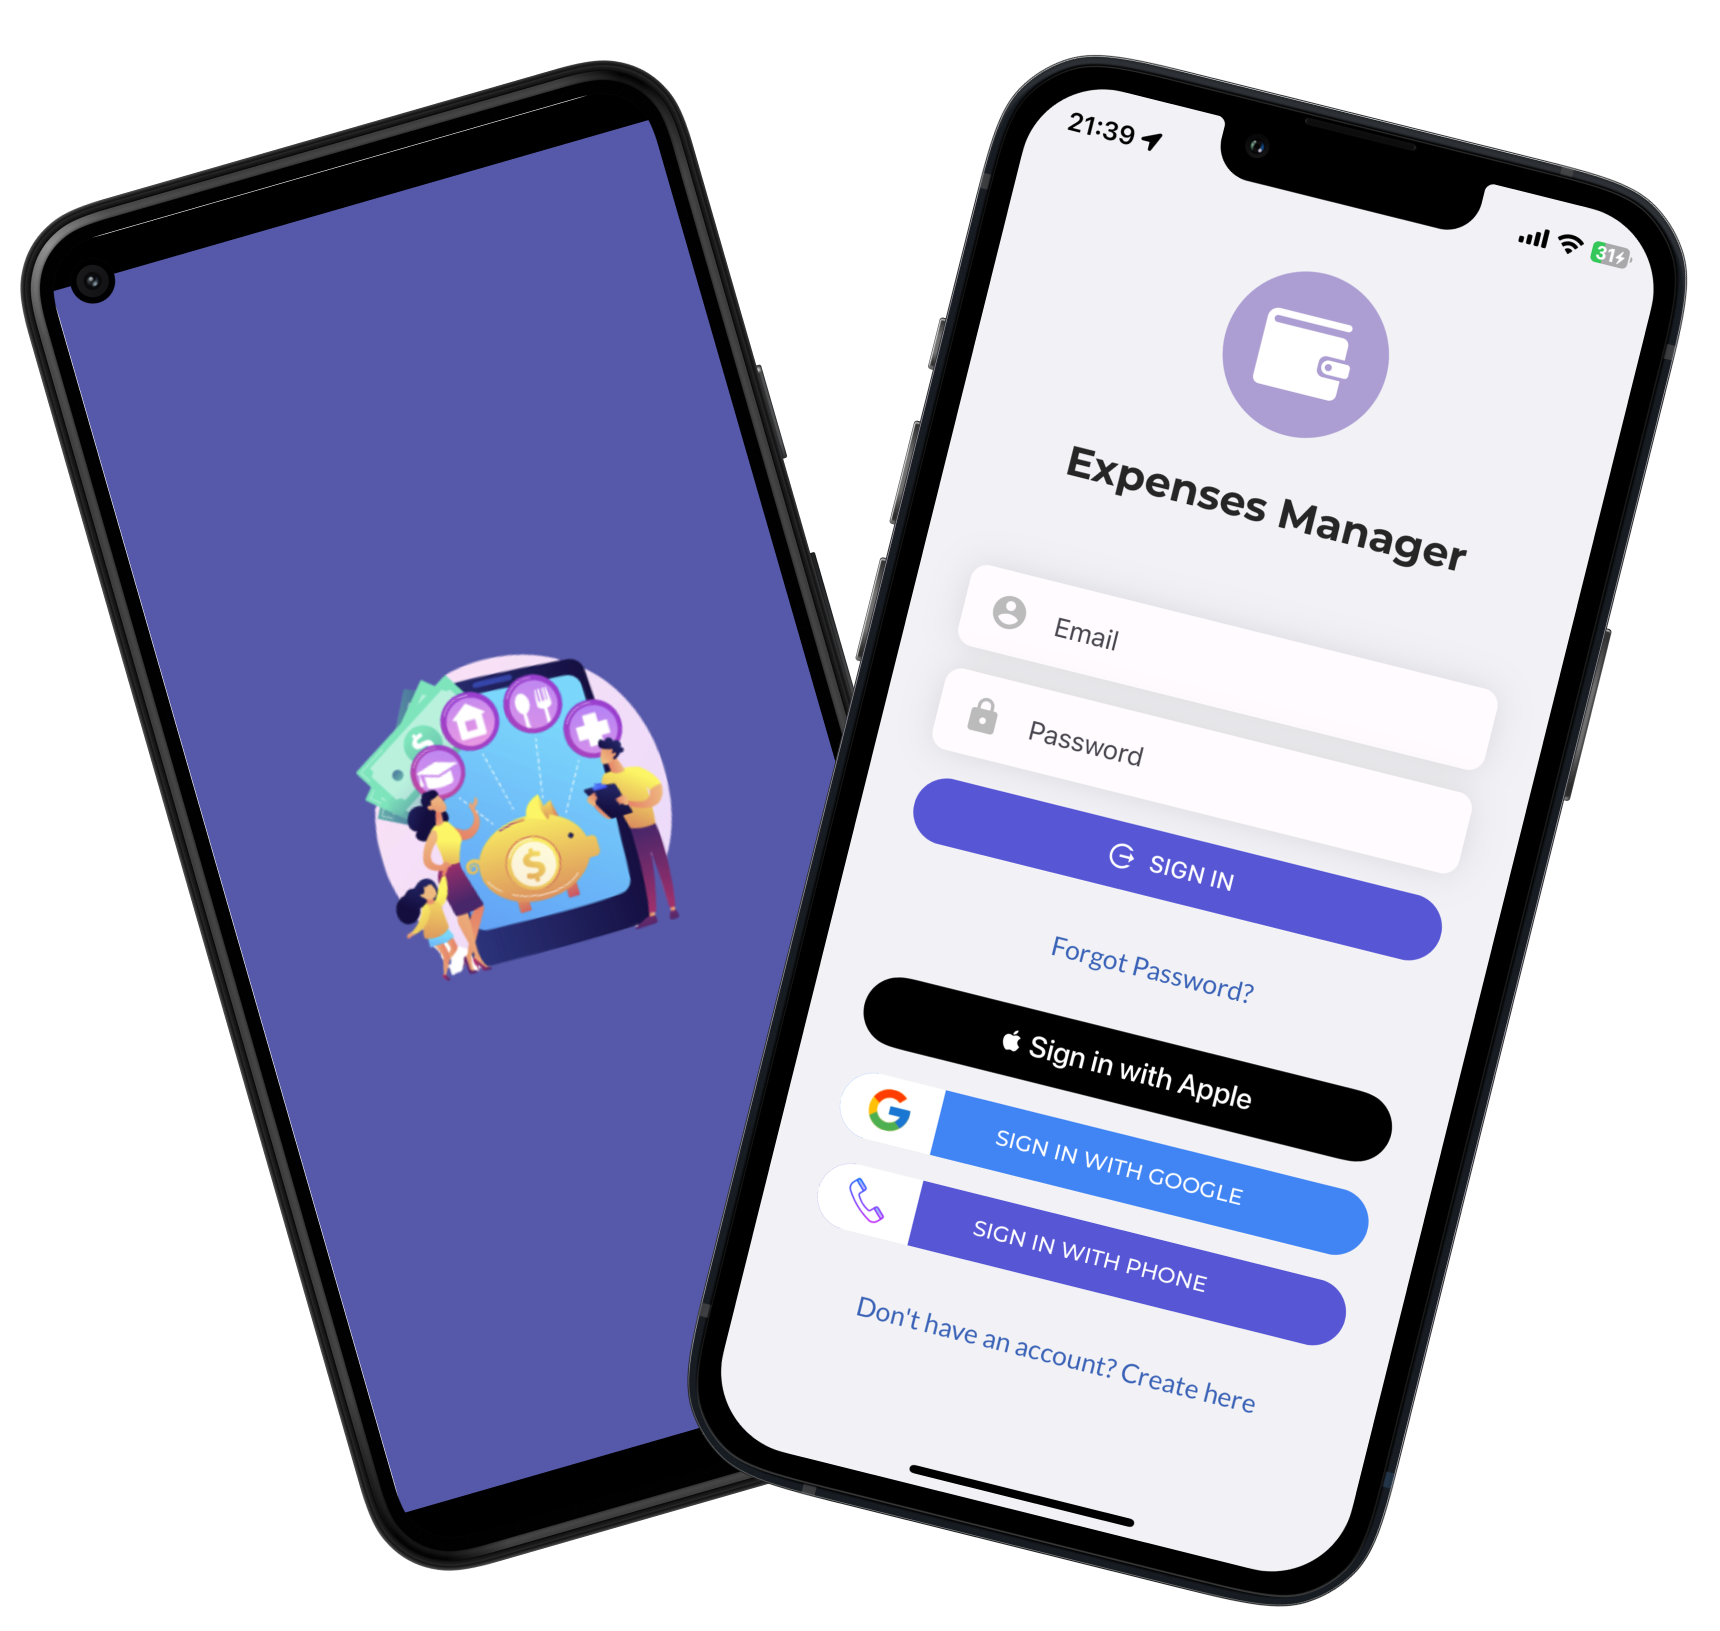 21:39
31
Expenses Manager
Email
Password
SIGN IN
Forgot Password?
Sign in with Apple
SIGN IN WITH GOOGLE
SIGN IN WITH PHONE
Don't have an account? Create here
$
$